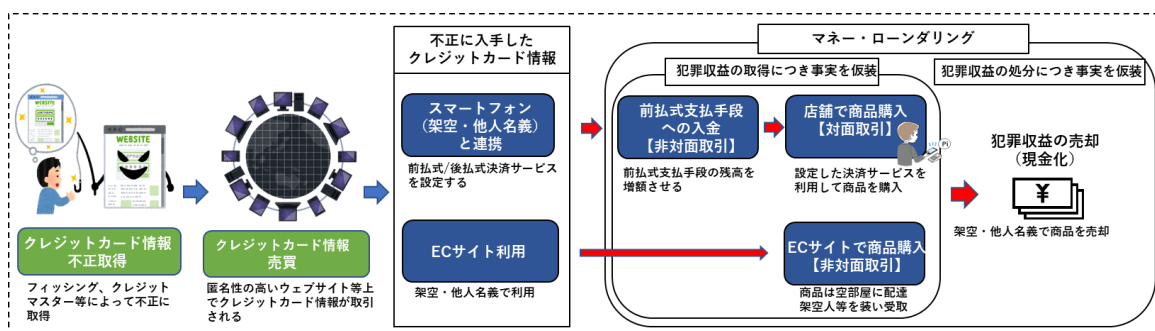 WEBSITE
WEBSITE
クレジットカード情報
不正取得
フィッシング、クレジット
マスター等によって不正に
取得
クレジットカード情報
売買
匿名性の高いウェブサイト等上
でクレジットカード情報が取引
される
不正に入手した
クレジットカード情報
スマートフォン
（架空・他人名義）
と連携
前払式/後払式決済サービス
を設定する
ECサイト利用
架空・他人名義で利用
マネー・ローンダリング
犯罪収益の取得につき事実を仮装
前払式支払手段
への入金
【非対面取引】
前払式支払手段の残高を
増額させる
店舗で商品購入
【対面取引】
Pi
設定した決済サービスを
利用して商品を購入
ECサイトで商品購入
【非対面取引】
商品は空部屋に配達
架空人等を装い受取
犯罪収益の処分につき事実を仮装
犯罪収益の売却
（現金化）
¥
架空・他人名義で商品を売却